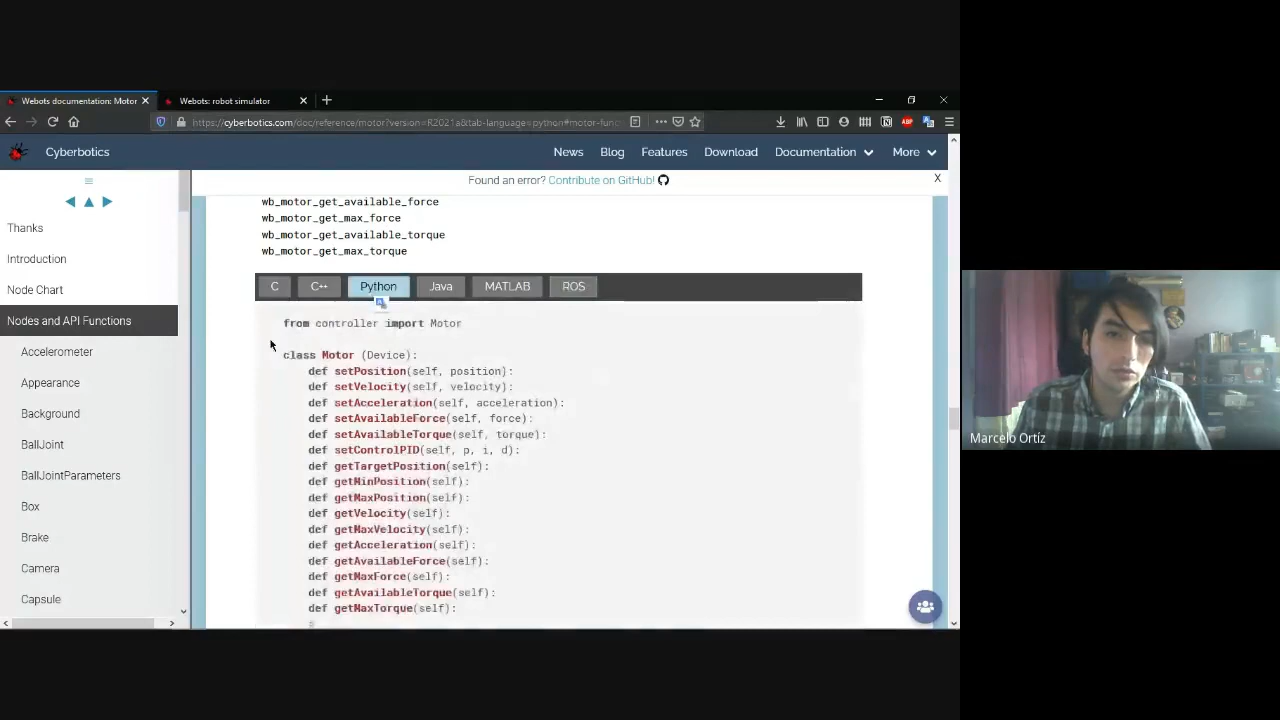 Webots documentation: Motor
Webots: robot simulator
https://cyberbotics.com/doc/reference/motor?version=R2021a&tab-language=python#motor-func
ABP
Cyberbotics
News
Blog
Features
Download
Documentation
More
Found an error? Contribute on GitHub!
X
Thanks
Introduction
Node Chart
Nodes and API Functions
Accelerometer
Appearance
Background
BallJoint
BallJointParameters
Box
Brake
Camera
Capsule
wb_motor_get_available_force
wb_motor_get_max_force
wb_motor_get_available_torque
wb_motor_get_max_torque
C
C++
Python
Java
MATLAB
ROS
from controller import Motor
class Motor (Device):
def setPosition(self, position):
def setVelocity(self, velocity):
def setAcceleration(self, acceleration):
def setAvailableForce(self, force):
def setAvailableTorque(self, torque):
def setControlPID(self, p, i, d):
def getTargetPosition(self):
def getMinPosition(self):
def getMaxPosition(self):
def getVelocity(self):
def getMaxVelocity(self):
def getAcceleration(self):
def getAvailableForce(self):
def getMaxForce(self):
def getAvailableTorque(self):
def getMaxTorque(self):
Marcelo Ortíz